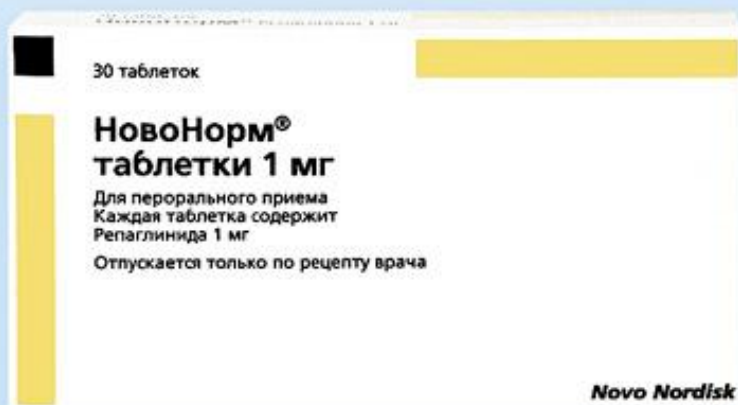 30 таблеток
НовоНорм®
таблетки 1 мг
Для перорального приема
Каждая таблетка содержит
Репаглинида 1 мг
Отпускается только по рецепту врача
Novo Nordisk